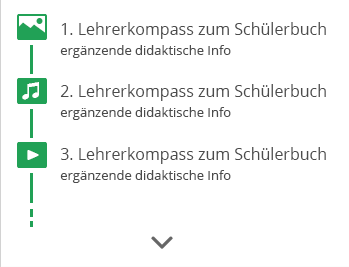 1. Lehrerkompass zum Schülerbuch
ergänzende didaktische Info
2. Lehrerkompass zum Schülerbuch
ergänzende didaktische Info
3. Lehrerkompass zum Schülerbuch
ergänzende didaktische Info